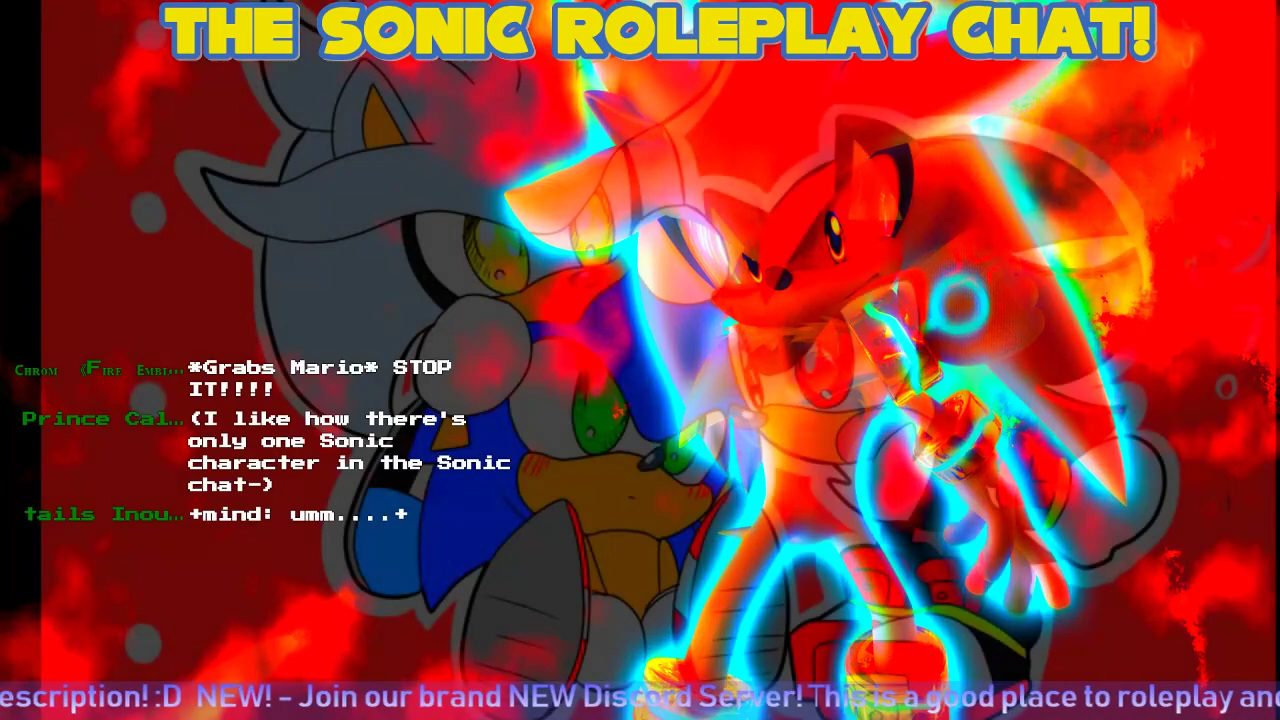 THE SONIC ROLEPLAY CHAT!
Chrom (Fire Embl... *Grabs Mario* STOP
IT!!!!
Prince Cal... (I like how there's
only one Sonic
character in the Sonic
chat-)
tails Inou... +mind: umm....+
escription! :D NEW! - Join our brand NEW Discord Server! This is a good place to roleplay and